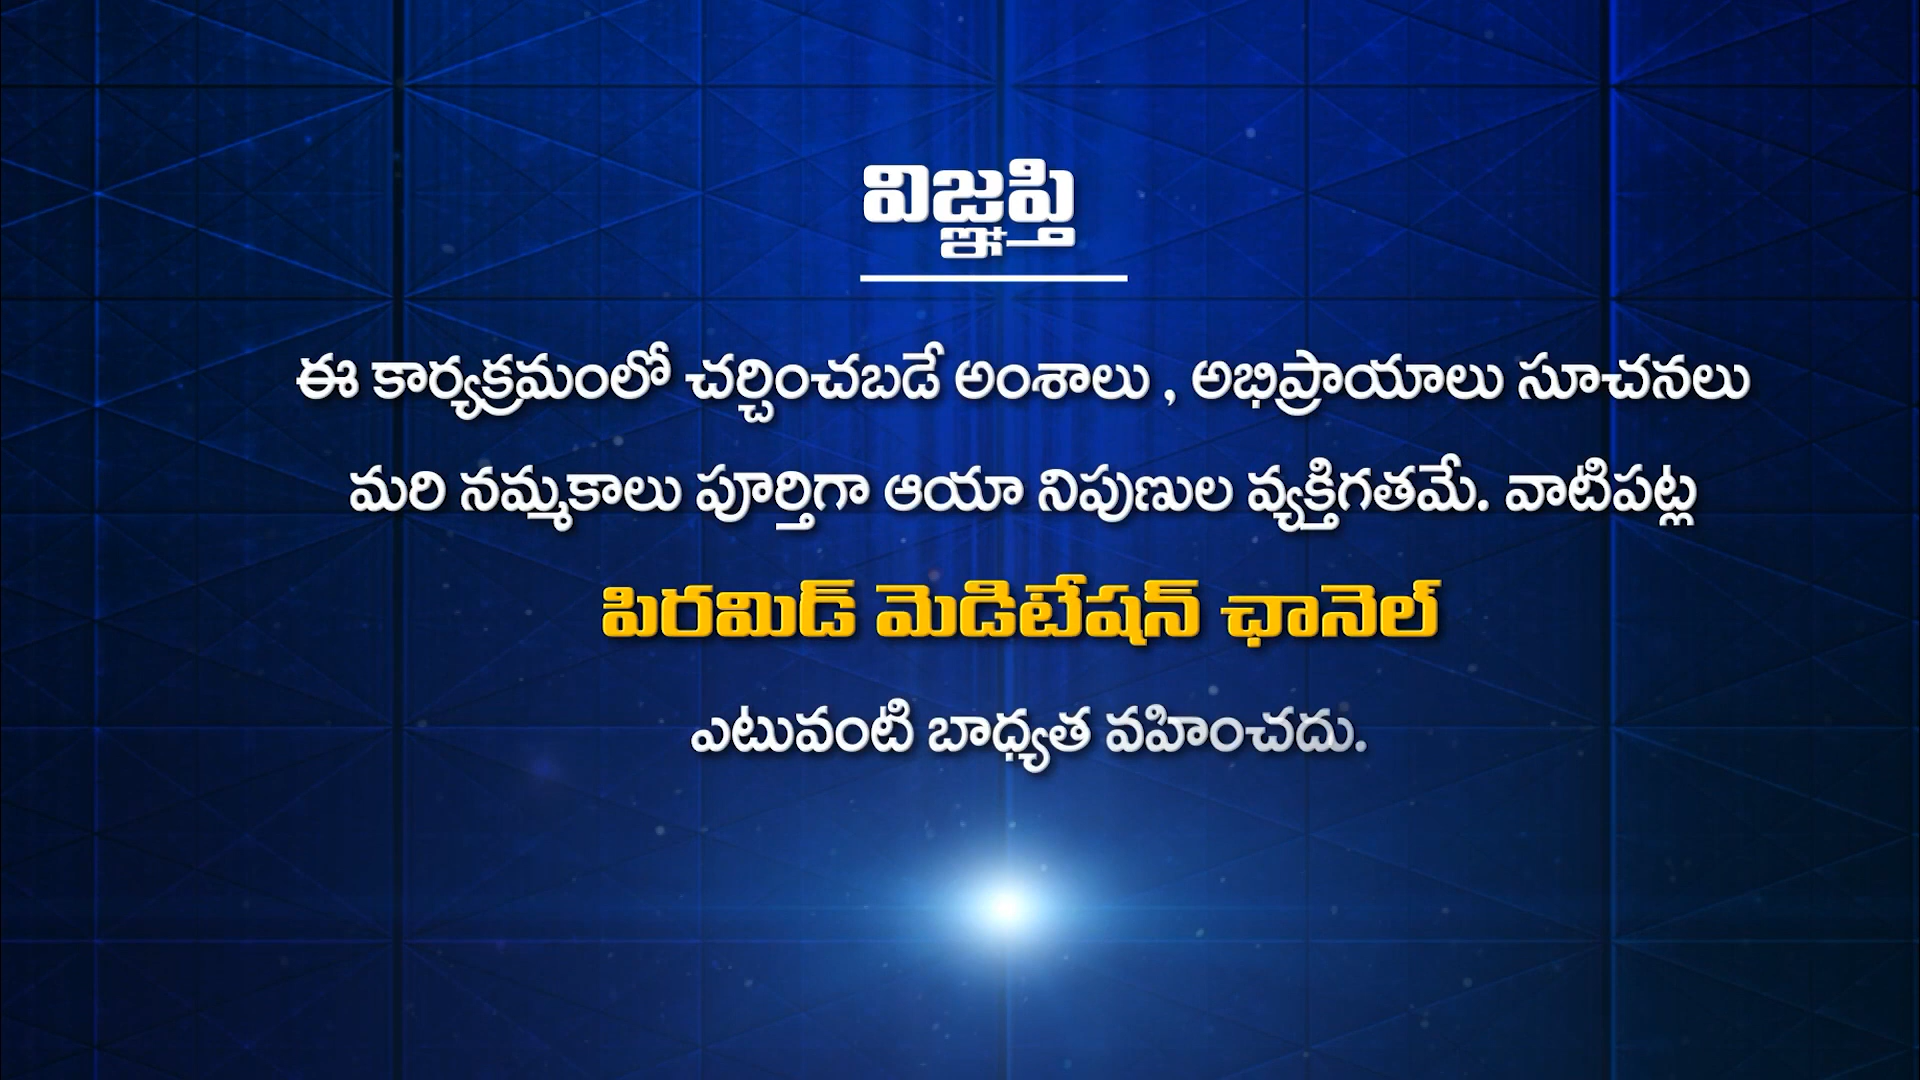 విజ్ఞప్తి
ఈ కార్యక్రమంలో చర్చించబడే అంశాలు , అభిప్రాయాలు సూచనలు
మరి నమ్మకాలు పూర్తిగా ఆయా నిపుణుల వ్యక్తిగతమే. వాటిపట్ల
పిరమిడ్ మెడిటేషన్ ఛానెల్
ఎటువంటి బాధ్యత వహించదు.